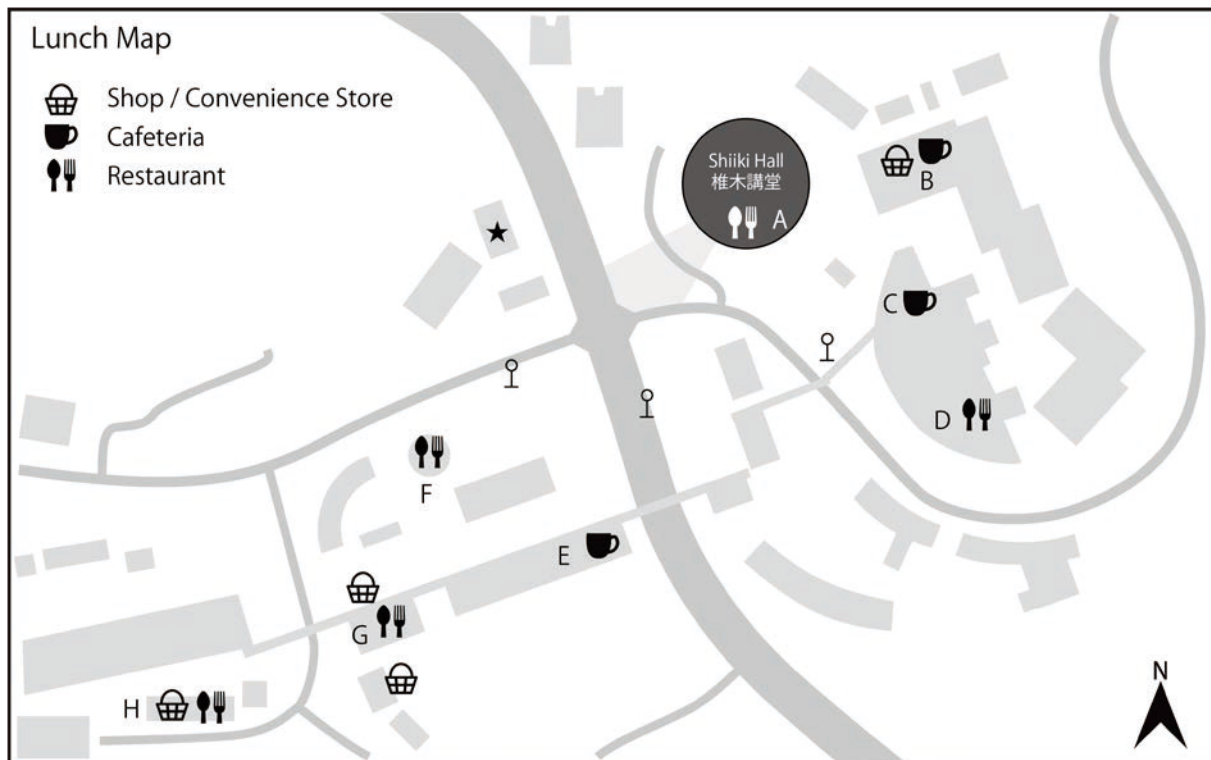 Lunch Map
Shop / Convenience Store
Cafeteria
Restaurant
Shiiki Hall
椎木講堂
A
B
C
D
F
E
G
H
N